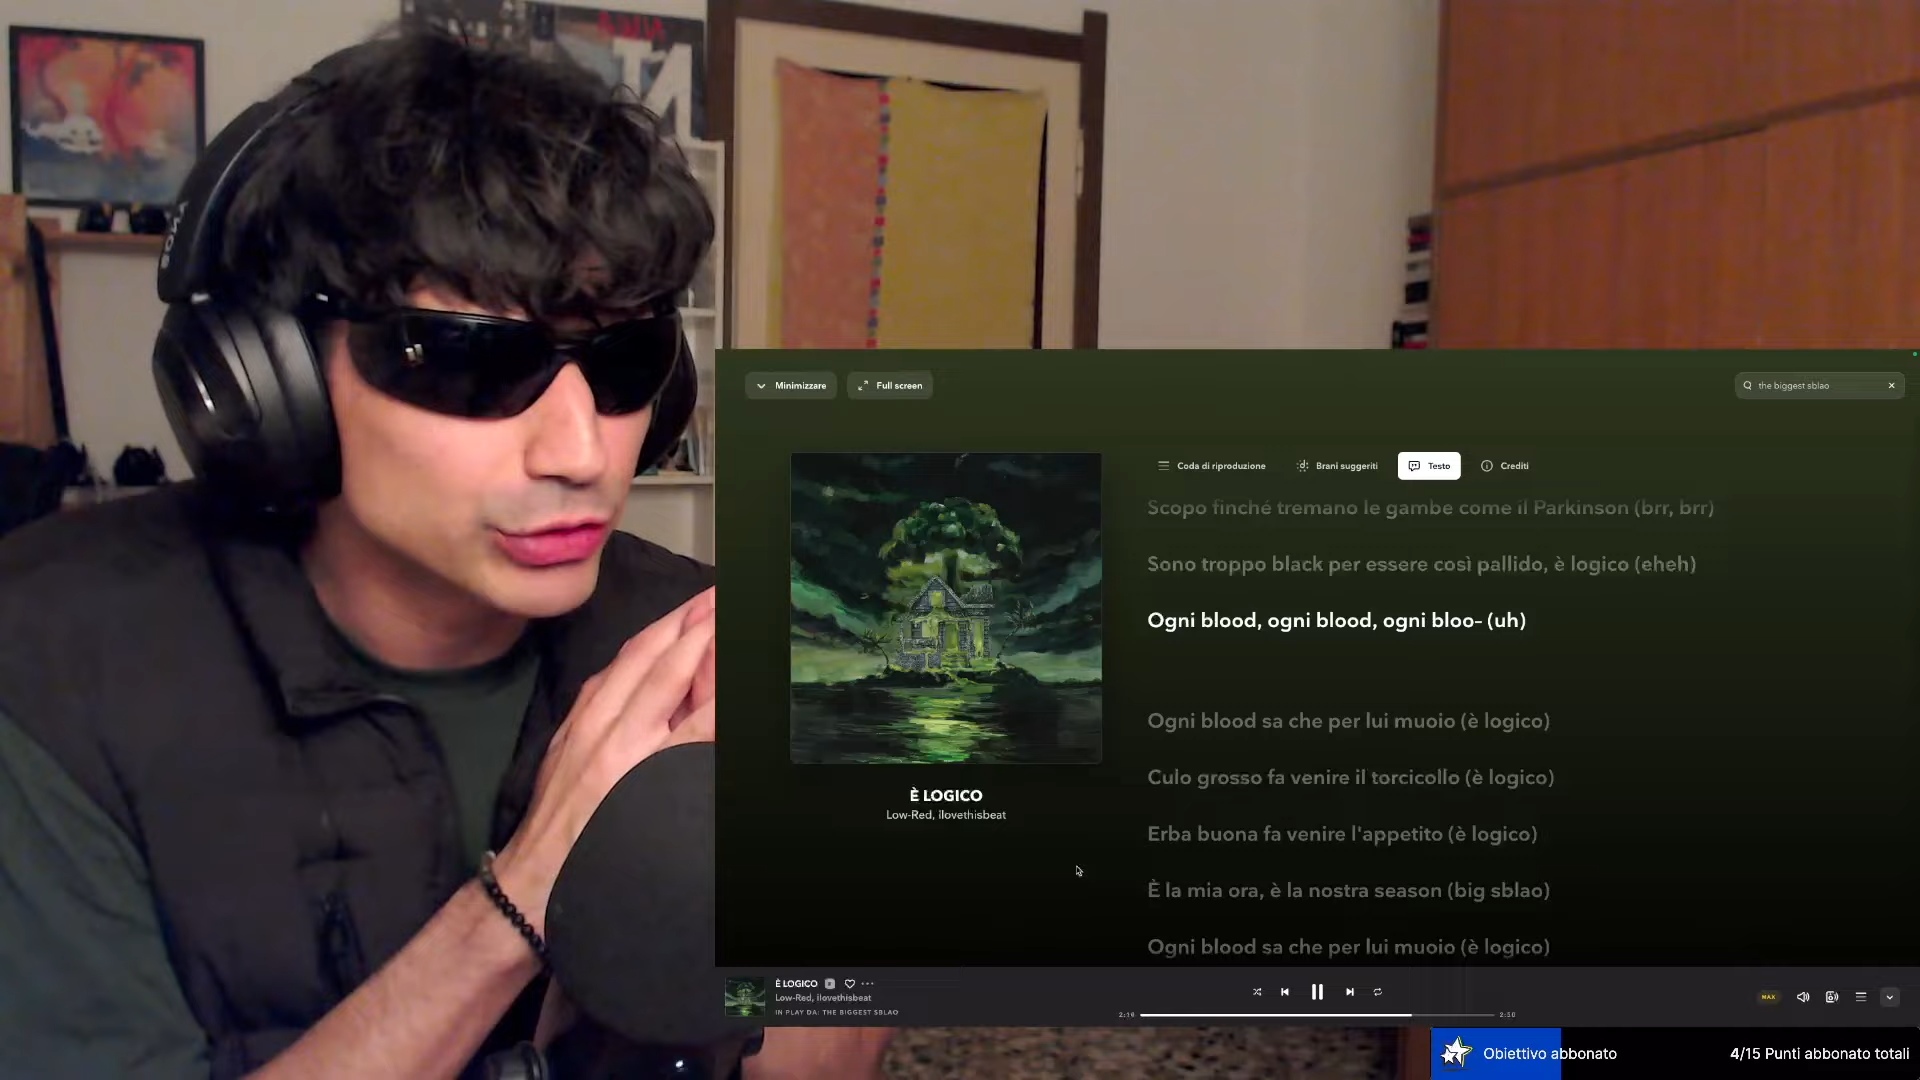 Minimizzare
Full screen
the biggest sblao
Coda di riproduzione
Brani suggeriti
Testo
Crediti
Scopo finché tremano le gambe come il Parkinson (brr, brr)
Sono troppo black per essere così pallido, è logico (eheh)
Ogni blood, ogni blood, ogni bloo- (uh)
Ogni blood sa che per lui muoio (è logico)
Culo grosso fa venire il torcicollo (è logico)
Erba buona fa venire l'appetito (è logico)
È la mia ora, è la nostra season (big sblao)
Ogni blood sa che per lui muoio (è logico)
È LOGICO
Low-Red, ilovethisbeat
È LOGICO
Low-Red, ilovethisbeat
IN PLAY DA: THE BIGGEST SBLAO
2:50
MAX
Obiettivo abbonato
4/15 Punti abbonato totali